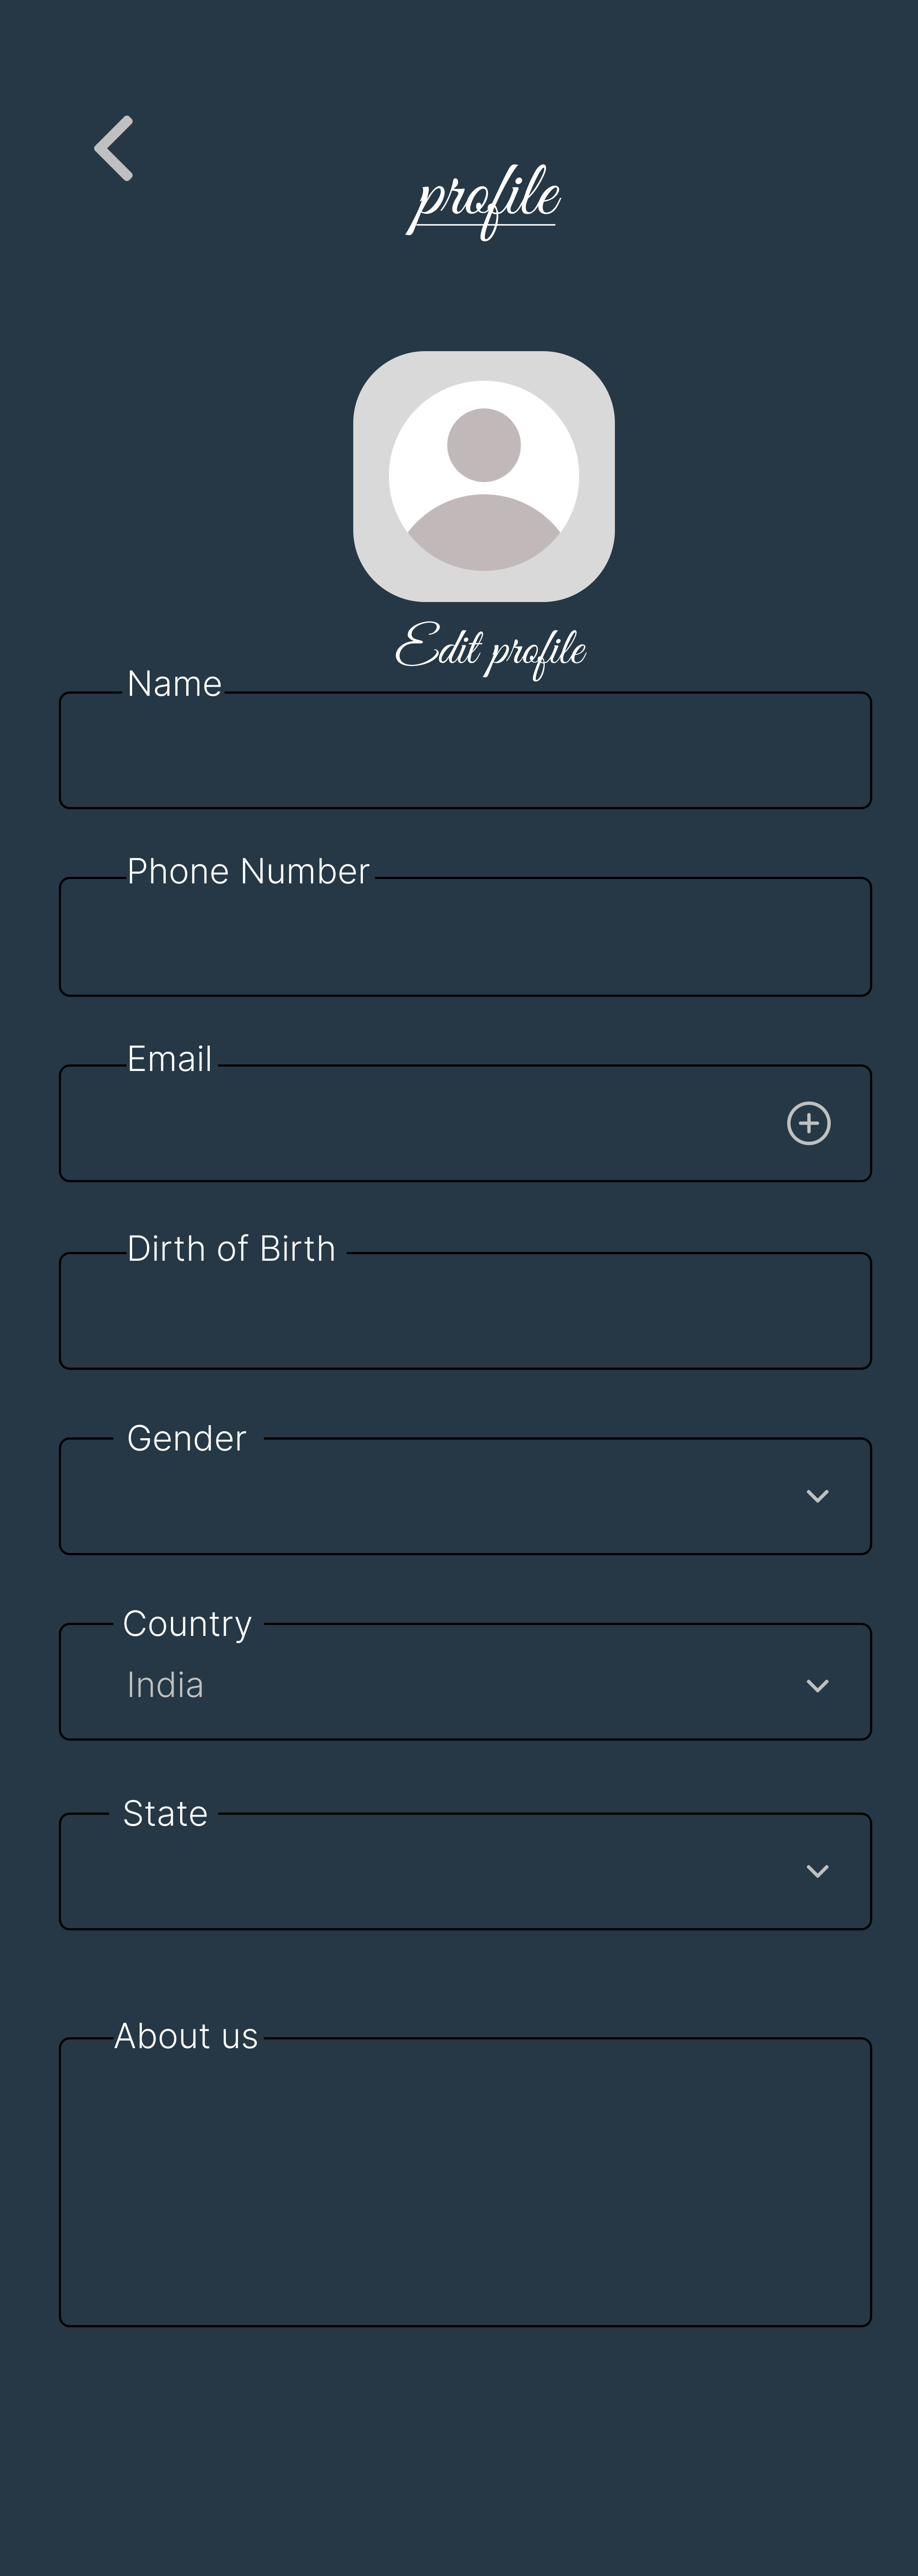 profile
Edit profile
Name
Phone Number
Email
Dirth of Birth
Gender
Country
India
State
About us